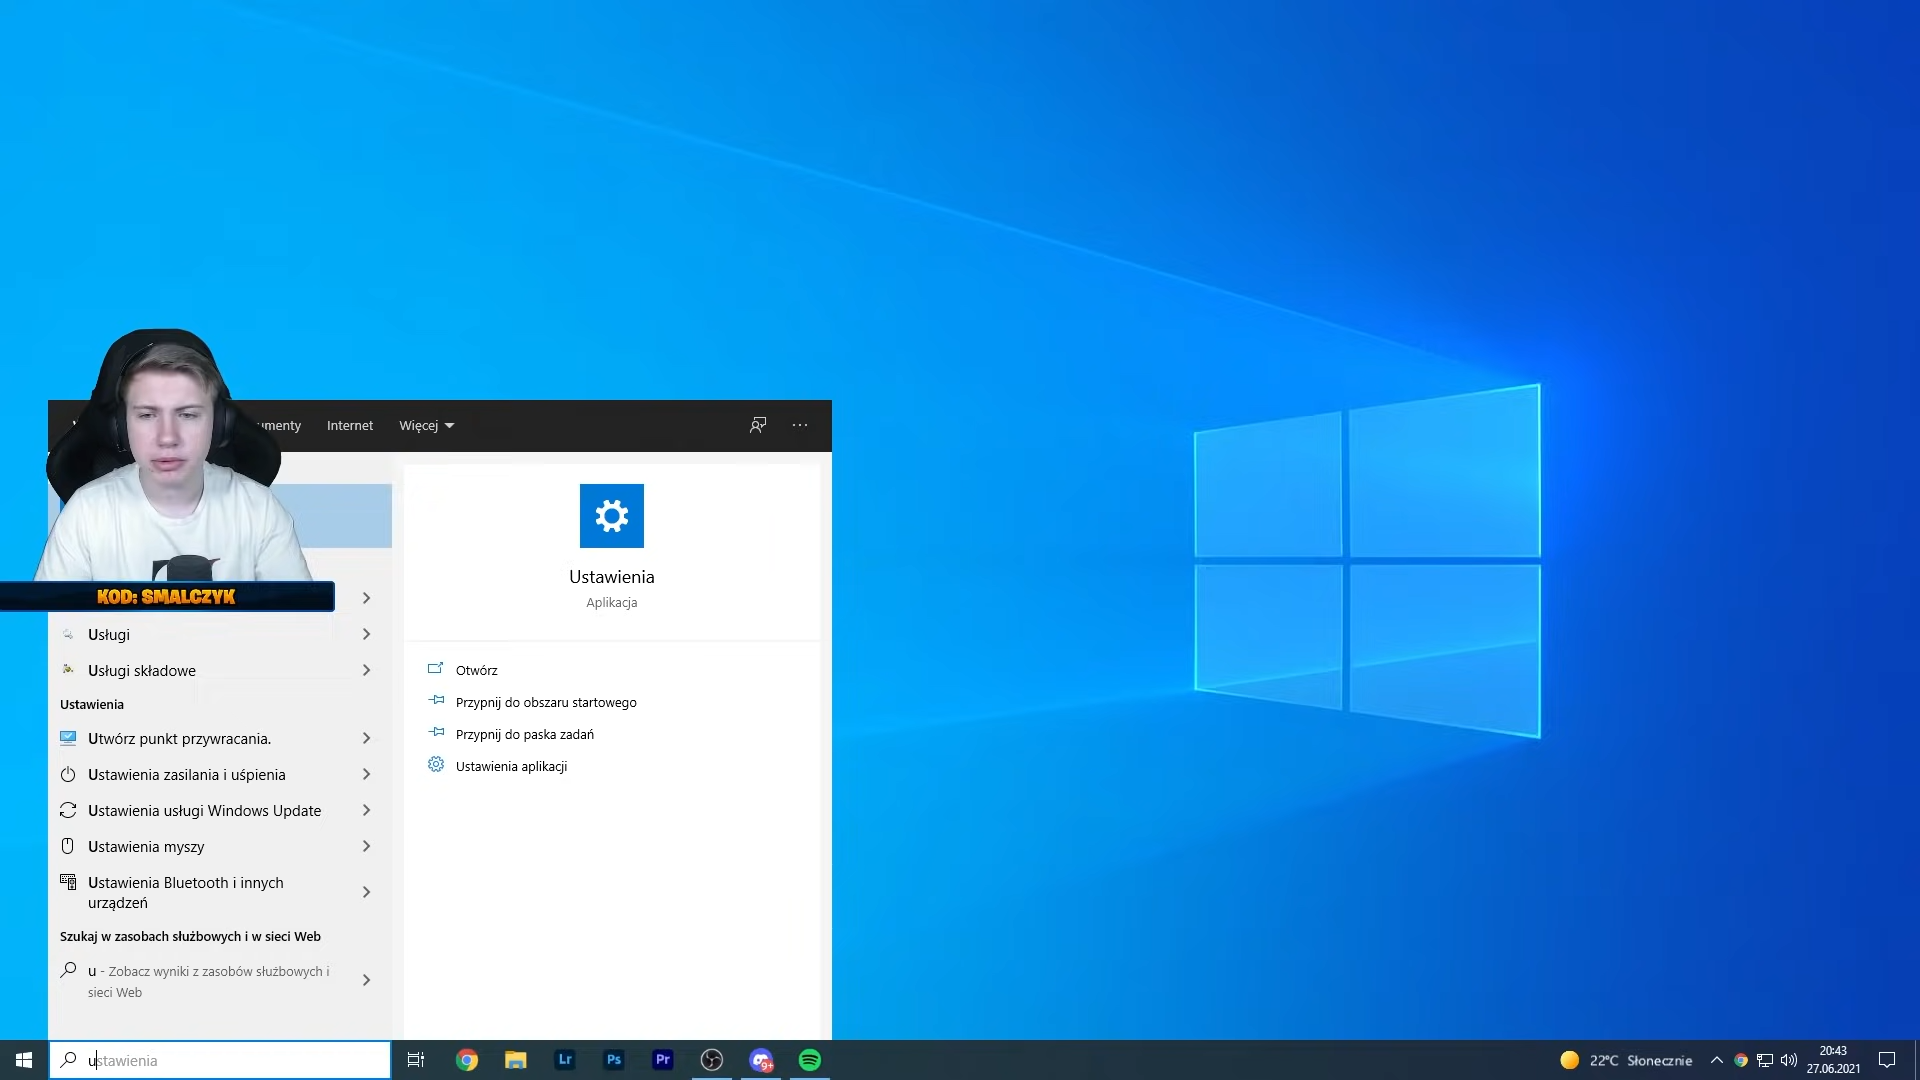 umenty
Internet
Więcej
Ustawienia
Aplikacja
KOD: SMALCZYK
Usługi
Usługi składowe
Ustawienia
Utwórz punkt przywracania.
Ustawienia zasilania i uśpienia
Ustawienia usługi Windows Update
Ustawienia myszy
Ustawienia Bluetooth i innych
urządzeń
Szukaj w zasobach służbowych i w sieci Web
u - Zobacz wyniki z zasobów służbowych i
sieci Web
Otwórz
Przypnij do obszaru startowego
Przypnij do paska zadań
Ustawienia aplikacji
ustawienia
Lr
Ps
Pr
9+
22°C Słonecznie
20:43
27.06.2021